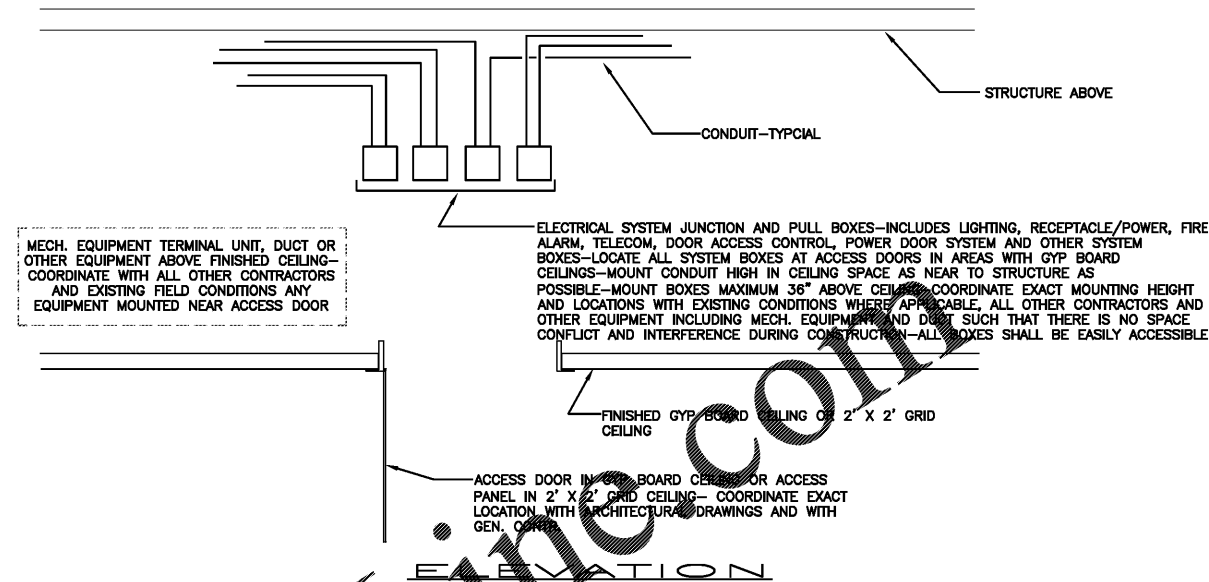 STRUCTURE ABOVE
CONDUIT-TYPCIAL
ELECTRICAL SYSTEM JUNCTION AND PULL BOXES-INCLUDES LIGHTING, RECEPTACLE/POWER, FIRE
ALARM, TELECOM, DOOR ACCESS CONTROL, POWER DOOR SYSTEM AND OTHER SYSTEM
BOXES-LOCATE ALL SYSTEM BOXES AT ACCESS DOORS IN AREAS WITH GYP BOARD
CEILINGS-MOUNT CONDUIT HIGH IN CEILING SPACE AS NEAR TO STRUCTURE AS
POSSIBLE-MOUNT BOXES MAXIMUM 36" ABOVE CEILING COORDINATE EXACT MOUNTING HEIGHT
AND LOCATIONS WITH EXISTING CONDITIONS WHERE APPLICABLE, ALL OTHER CONTRACTORS AND
OTHER EQUIPMENT INCLUDING MECH. EQUIPMENT AND DUCT SUCH THAT THERE IS NO SPACE
CONFLICT AND INTERFERENCE DURING CONSTRUCTION-ALL BOXES SHALL BE EASILY ACCESSIBLE
MECH. EQUIPMENT TERMINAL UNIT, DUCT OR
OTHER EQUIPMENT ABOVE FINISHED CEILING-
COORDINATE WITH ALL OTHER CONTRACTORS
AND EXISTING FIELD CONDITIONS ANY
EQUIPMENT MOUNTED NEAR ACCESS DOOR
FINISHED GYP BOARD CEILING OR 2' X 2' GRID
CEILING
ACCESS DOOR IN GYP BOARD CEILING OR ACCESS
PANEL IN 2' X 2' GRID CEILING- COORDINATE EXACT
LOCATION WITH ARCHITECTURAL DRAWINGS AND WITH
GEN. CONTR.
ELEVATION
ine.com